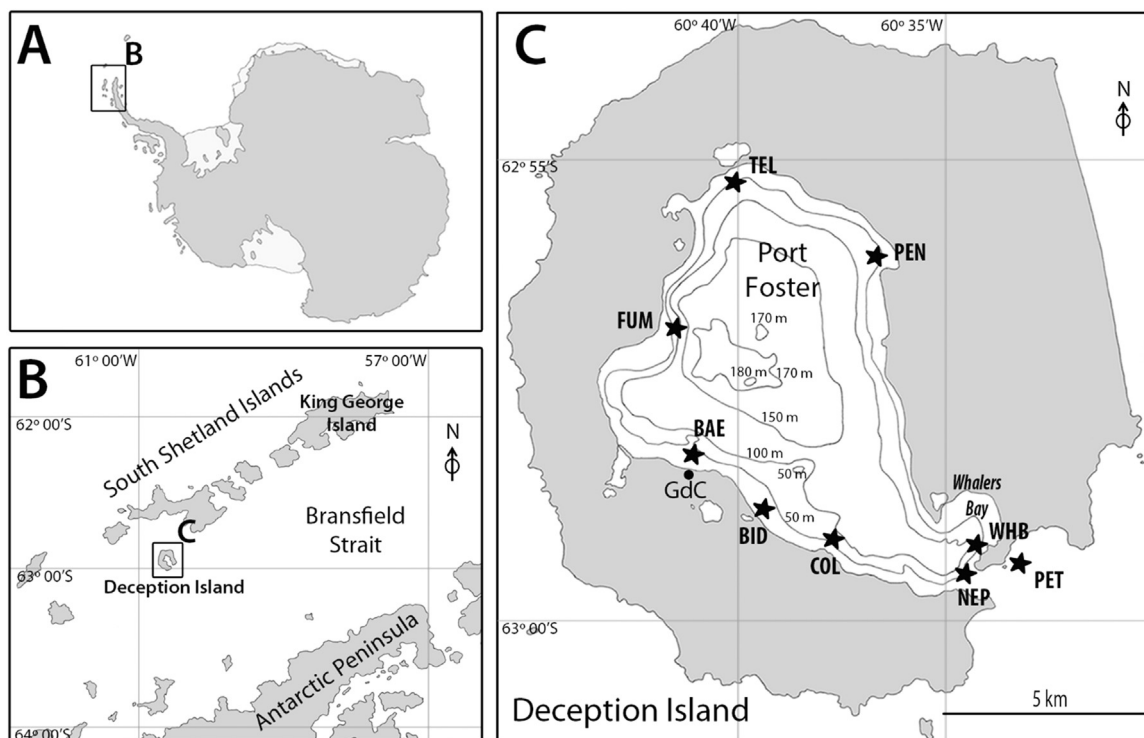 A
B
B
61º 00'W
57º 00'W
62º 00'S
63º 00'S
64º 00'S
South Shetland Islands
King George
Island
N
Bransfield
Strait
C
Deception Island
Antarctic Peninsula
C
60º 40'W
60º 35'W
N
62º 55'S
63º 00'S
TEL
PEN
Port
Foster
FUM
170 m
180 m
170 m
150 m
BAE
100 m
50 m
GdC
50 m
BID
COL
Whalers
Bay
WHB
NEP
PET
5 km
Deception Island